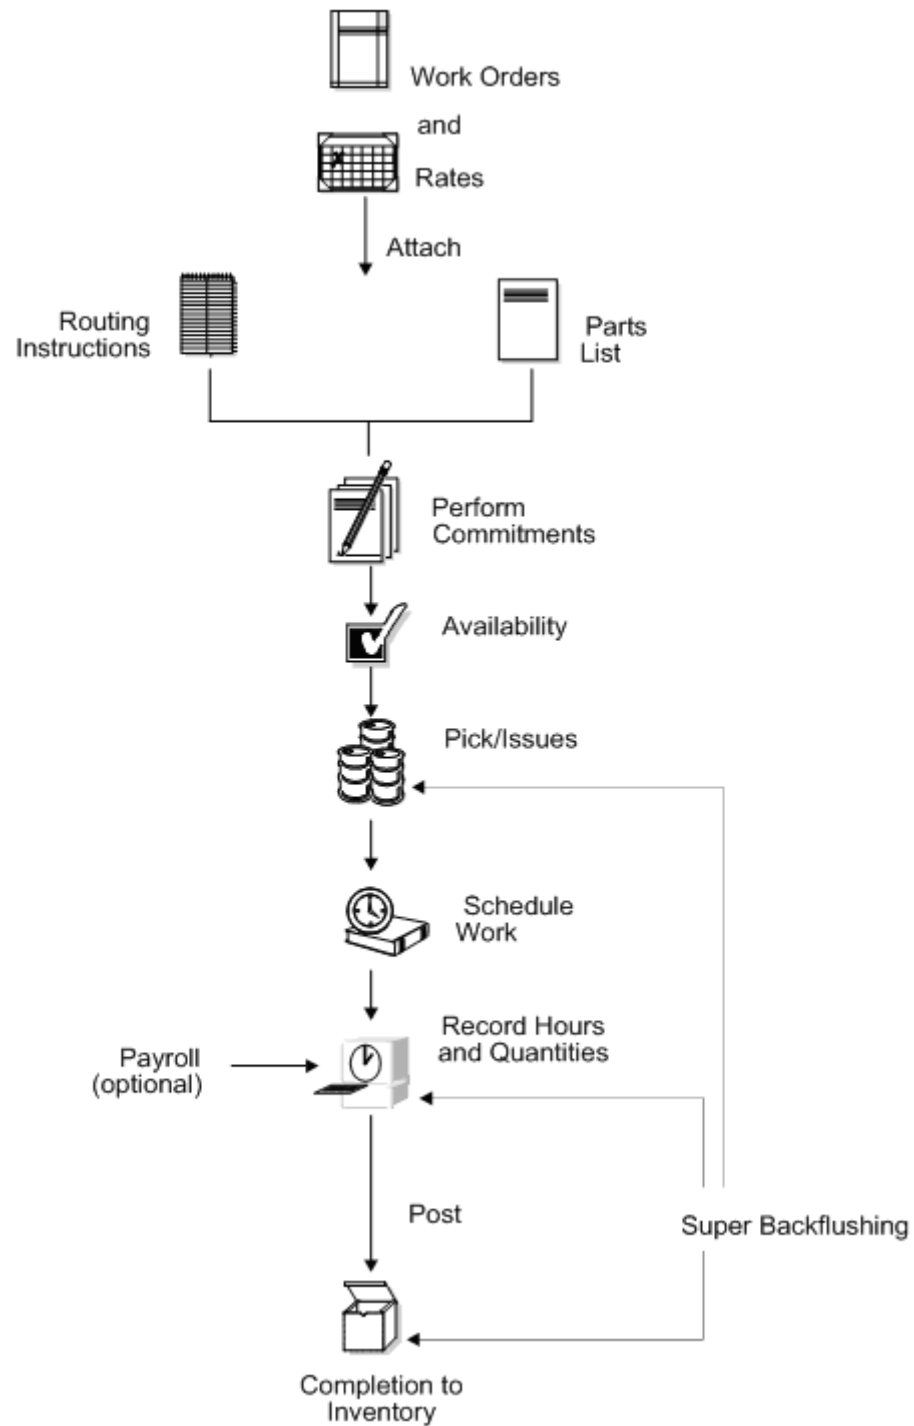 Work Orders
and
Rates
Attach
Routing
Instructions
Parts
List
Perform
Commitments
Availability
Pick/Issues
Schedule
Work
Record Hours
and Quantities
Payroll
(optional)
Post
Super Backflushing
Completion to
Inventory